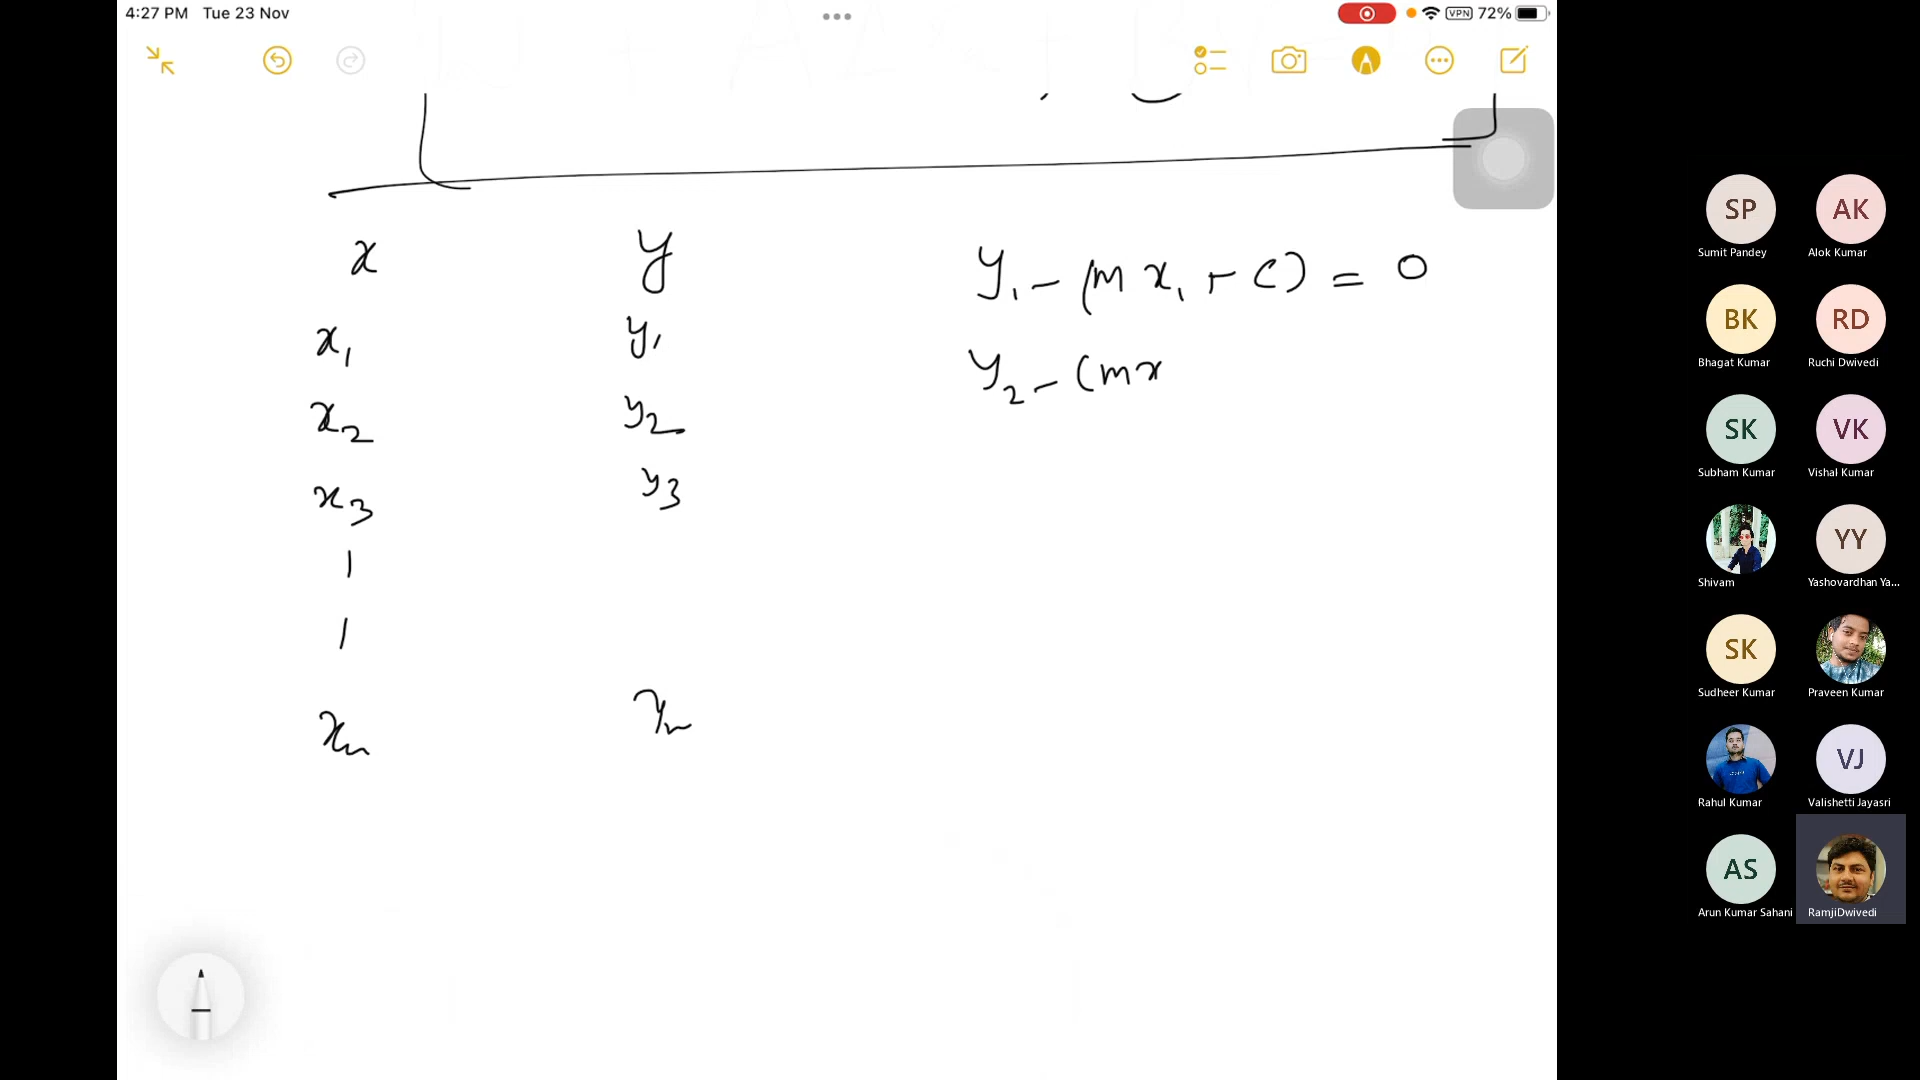 4:27 PM Tue 23 Nov
VPN 72%
x y y₁ - (m x₁ + c) = 0
x₁ y₁ y₂ - (mx
x₂ y₂
x₃ y₃
|
|
xₙ yₙ
SP AK
Sumit Pandey Alok Kumar
BK RD
Bhagat Kumar Ruchi Dwivedi
SK VK
Subham Kumar Vishal Kumar
YY
Shivam Yashovardhan Ya...
SK
Sudheer Kumar Praveen Kumar
VJ
Rahul Kumar Valishetti Jayasri
AS
Arun Kumar Sahani RamjiDwivedi